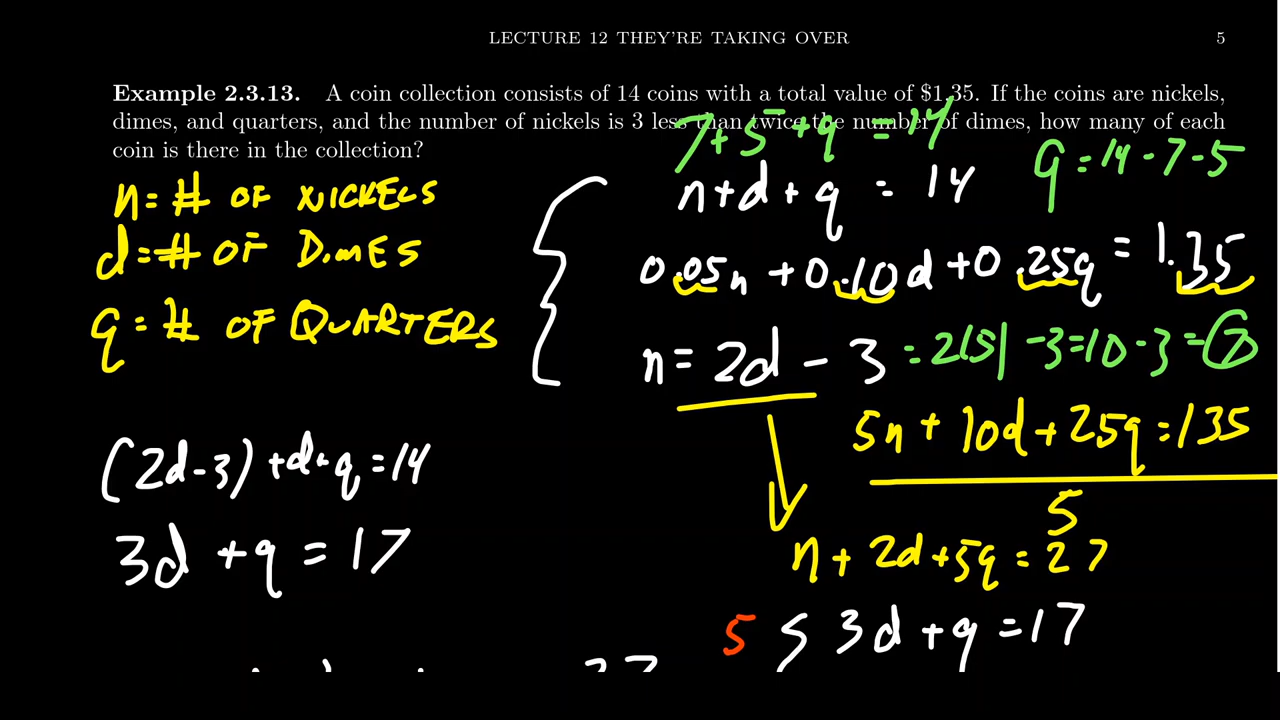 LECTURE 12 THEY'RE TAKING OVER 5
Example 2.3.13. A coin collection consists of 14 coins with a total value of $1.35. If the coins are nickels,
dimes, and quarters, and the number of nickels is 3 less than twice the number of dimes, how many of each
coin is there in the collection?
7 + 5 + q = 14
q = 14 - 7 - 5
n = # OF NICKELS
n + d + q = 14
d = # OF DIMES
0.05n + 0.10d + 0.25q = 1.35
q = # OF QUARTERS
n = 2d - 3 = 2(5) - 3 = 10 - 3 = 7
5n + 10d + 25q = 135
5
(2d - 3) + d + q = 14
3d + q = 17
n + 2d + 5q = 27
5 3d + q = 17
27